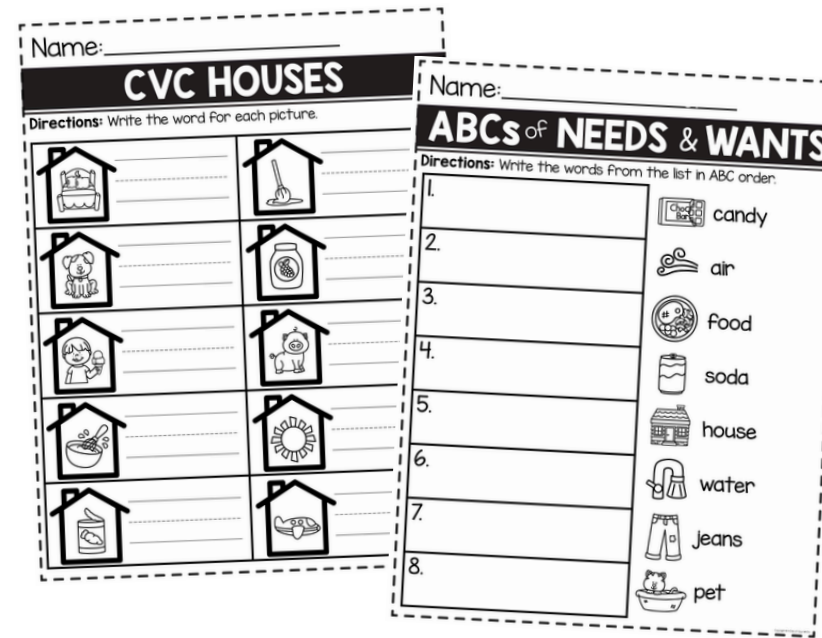 Name:
CVC HOUSES
Directions: Write the word for each picture.
Name:
ABCs of NEEDS & WANTS
Directions: Write the words from the list in ABC order.
1.
2.
3.
4.
5.
6.
7.
8.
Choc
Bar
candy
air
food
soda
house
water
jeans
pet